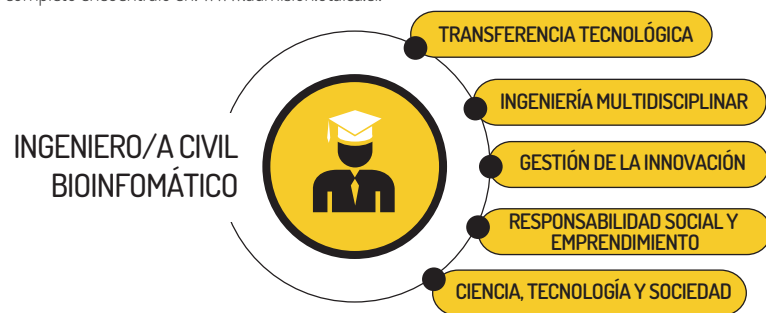 TRANSFERENCIA TECNOLÓGICA
INGENIERÍA MULTIDISCIPLINAR
INGENIERO/A CIVIL
BIOINFOMÁTICO
GESTIÓN DE LA INNOVACIÓN
RESPONSABILIDAD SOCIAL Y
EMPRENDIMIENTO
CIENCIA, TECNOLOGÍA Y SOCIEDAD